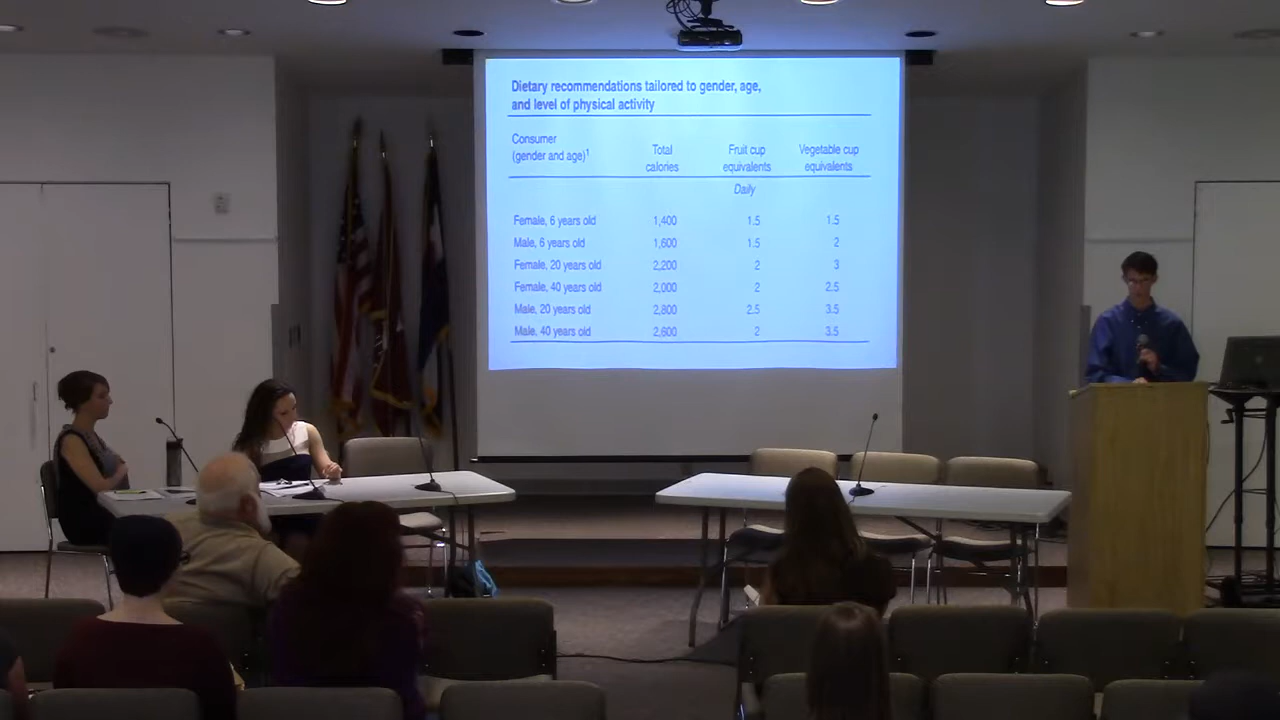 Dietary recommendations tailored to gender, age,
and level of physical activity
Consumer
(gender and age)¹
Total
calories
Fruit cup
equivalents
Vegetable cup
equivalents
Daily
Female, 6 years old 1,400 1.5 1.5
Male, 6 years old 1,600 1.5 2
Female, 20 years old 2,200 2 3
Female, 40 years old 2,000 2 2.5
Male, 20 years old 2,800 2.5 3.5
Male, 40 years old 2,600 2 3.5